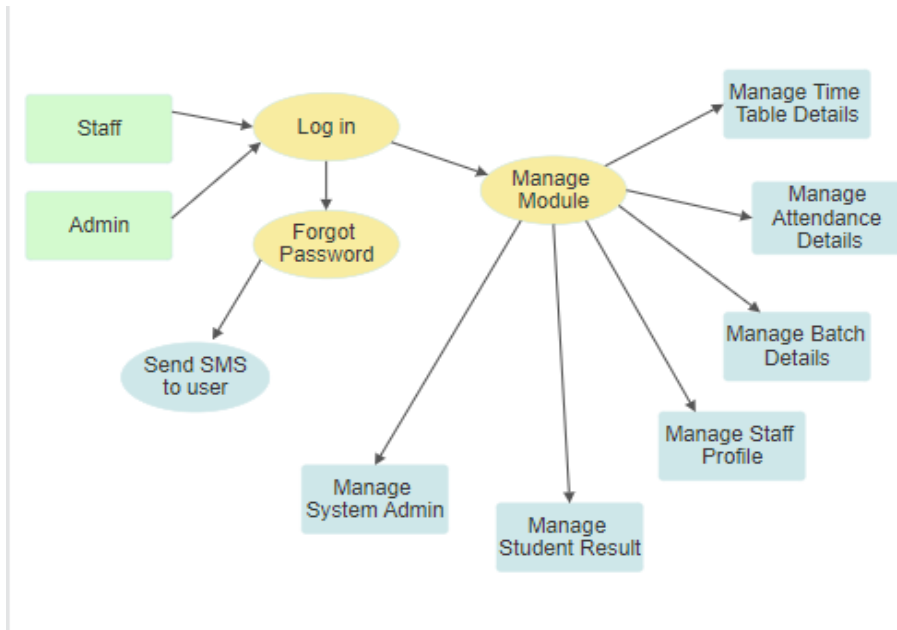 Staff
Log in
Manage Time
Table Details
Manage
Module
Manage
Attendance
Details
Admin
Forgot
Password
Manage Batch
Details
Send SMS
to user
Manage Staff
Profile
Manage
System Admin
Manage
Student Result